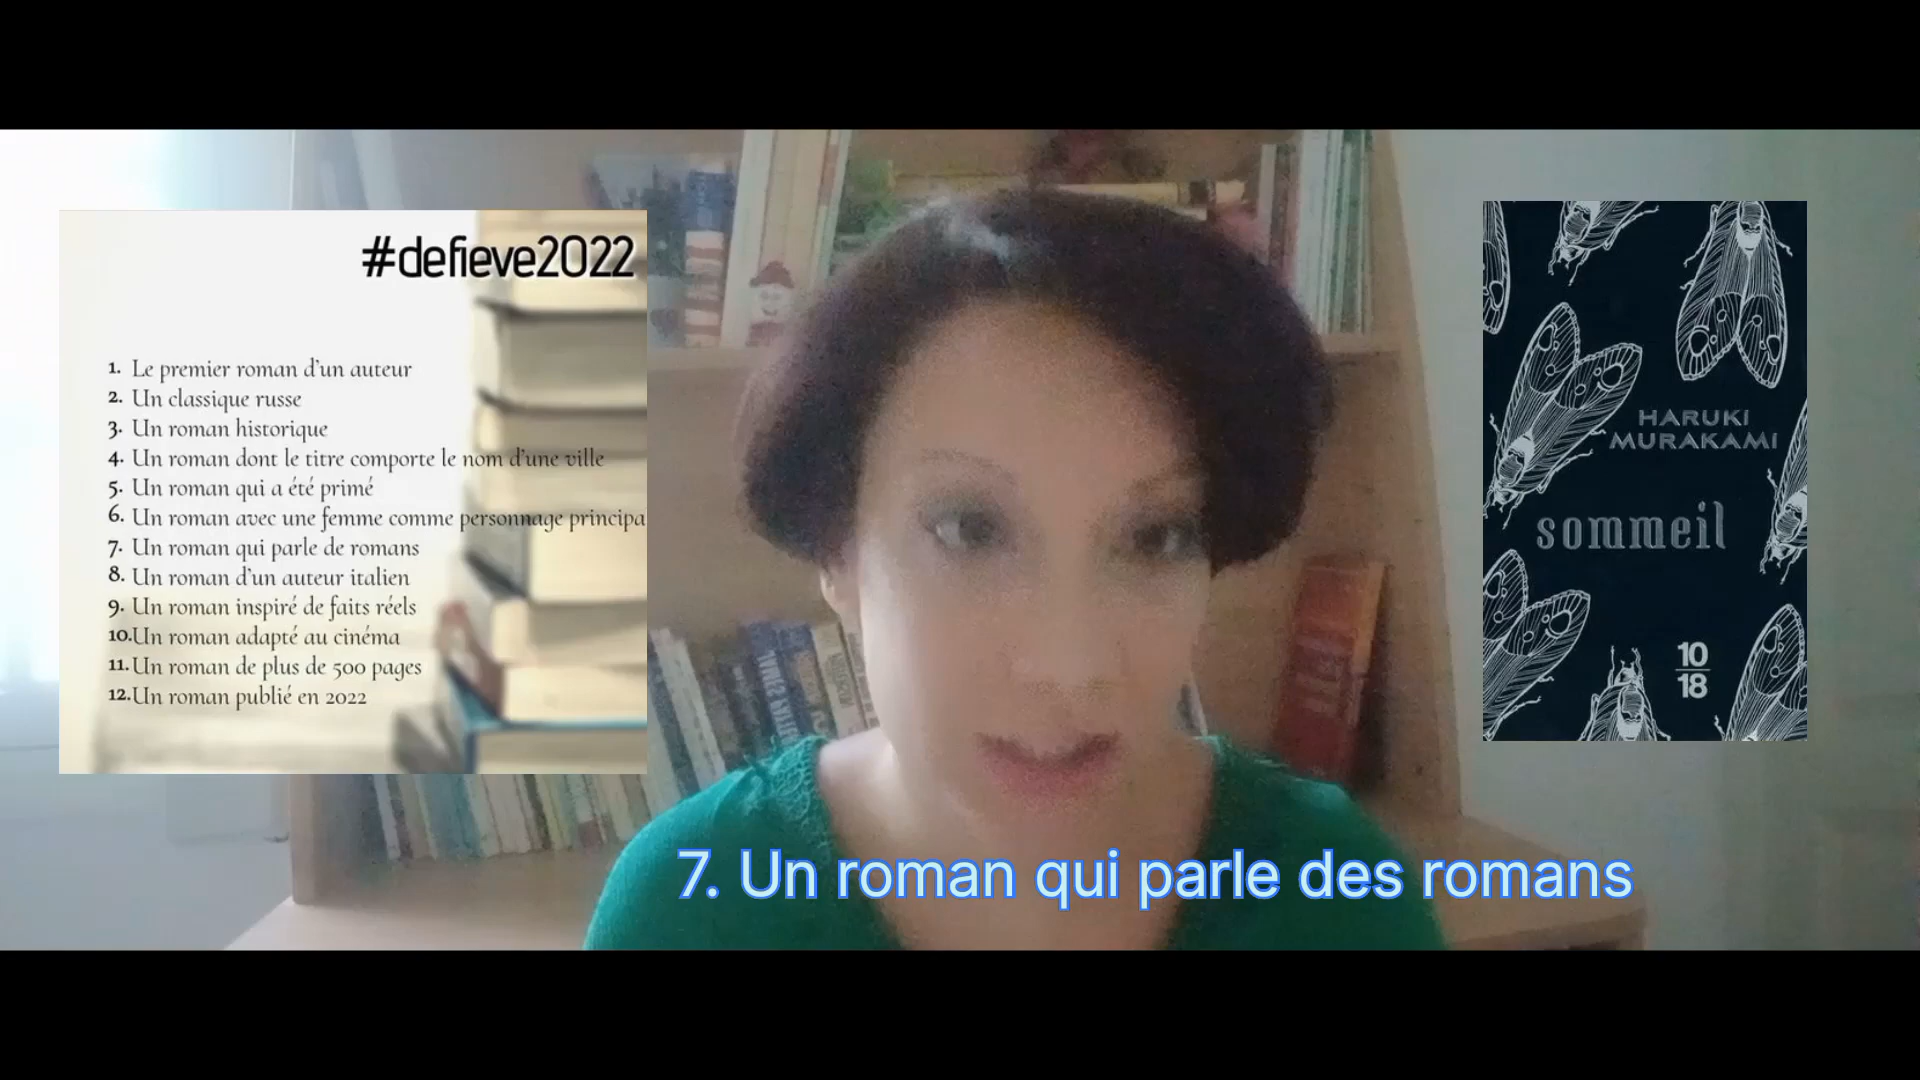 #defieve2022
1. Le premier roman d'un auteur
2. Un classique russe
3. Un roman historique
4. Un roman dont le titre comporte le nom d'une ville
5. Un roman qui a été primé
6. Un roman avec une femme comme personnage principa
7. Un roman qui parle de romans
8. Un roman d'un auteur italien
9. Un roman inspiré de faits réels
10. Un roman adapté au cinéma
11. Un roman de plus de 500 pages
12. Un roman publié en 2022
HARUKI
MURAKAMI
sommeil
10
18
7. Un roman qui parle des romans